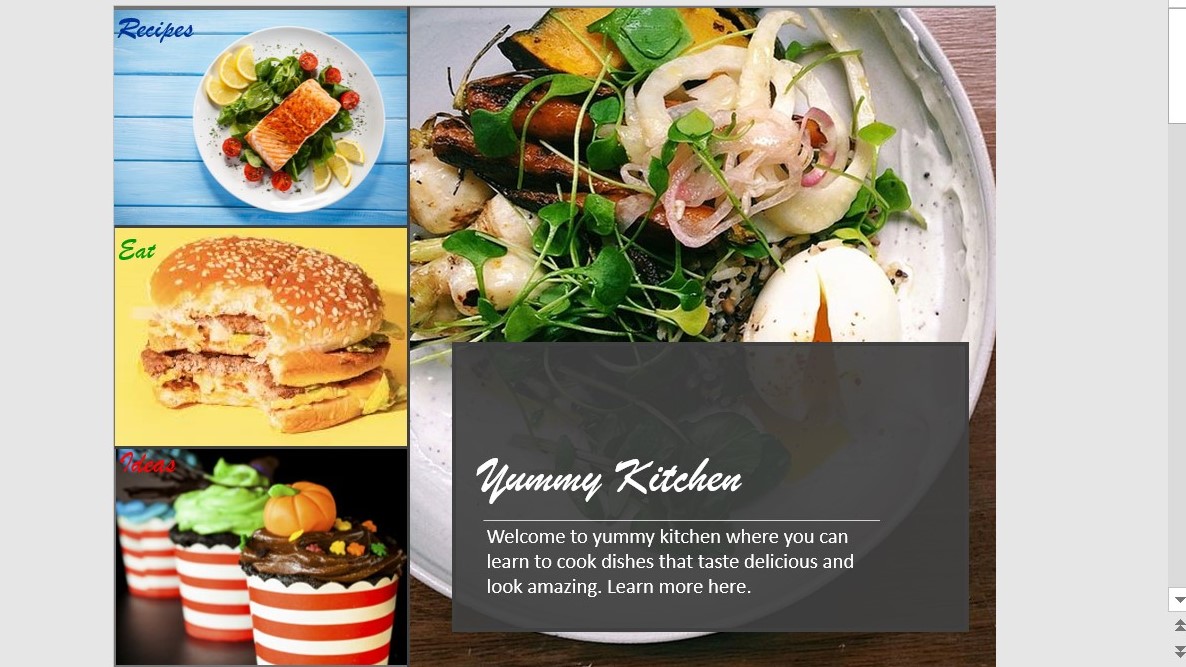 Recipes
Eat
Ideas
Yummy Kitchen
Welcome to yummy kitchen where you can
learn to cook dishes that taste delicious and
look amazing. Learn more here.